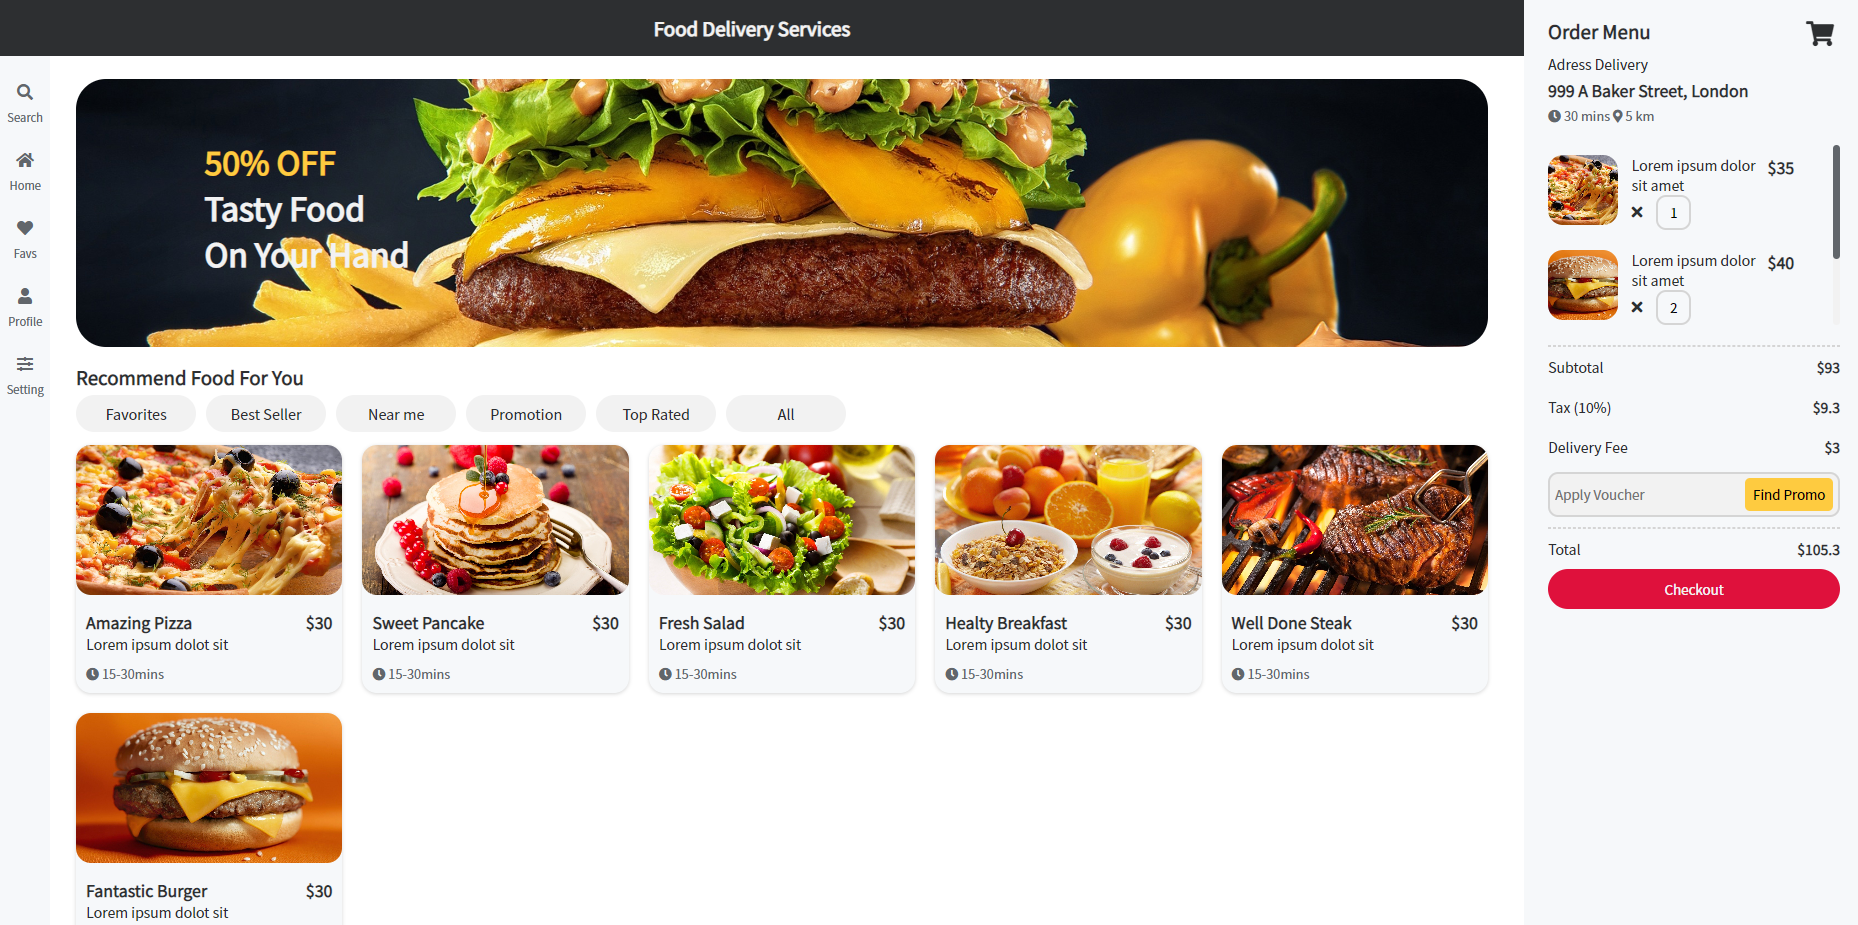 Food Delivery Services
Search
Home
Favs
Profile
Setting
50% OFF
Tasty Food
On Your Hand
Recommend Food For You
Favorites
Best Seller
Near me
Promotion
Top Rated
All
Amazing Pizza $30
Lorem ipsum dolot sit
15-30mins
Sweet Pancake $30
Lorem ipsum dolot sit
15-30mins
Fresh Salad $30
Lorem ipsum dolot sit
15-30mins
Healty Breakfast $30
Lorem ipsum dolot sit
15-30mins
Well Done Steak $30
Lorem ipsum dolot sit
15-30mins
Fantastic Burger $30
Lorem ipsum dolot sit
Order Menu
Adress Delivery
999 A Baker Street, London
30 mins 5 km
Lorem ipsum dolor $35
sit amet
1
Lorem ipsum dolor $40
sit amet
2
Subtotal $93
Tax (10%) $9.3
Delivery Fee $3
Apply Voucher Find Promo
Total $105.3
Checkout